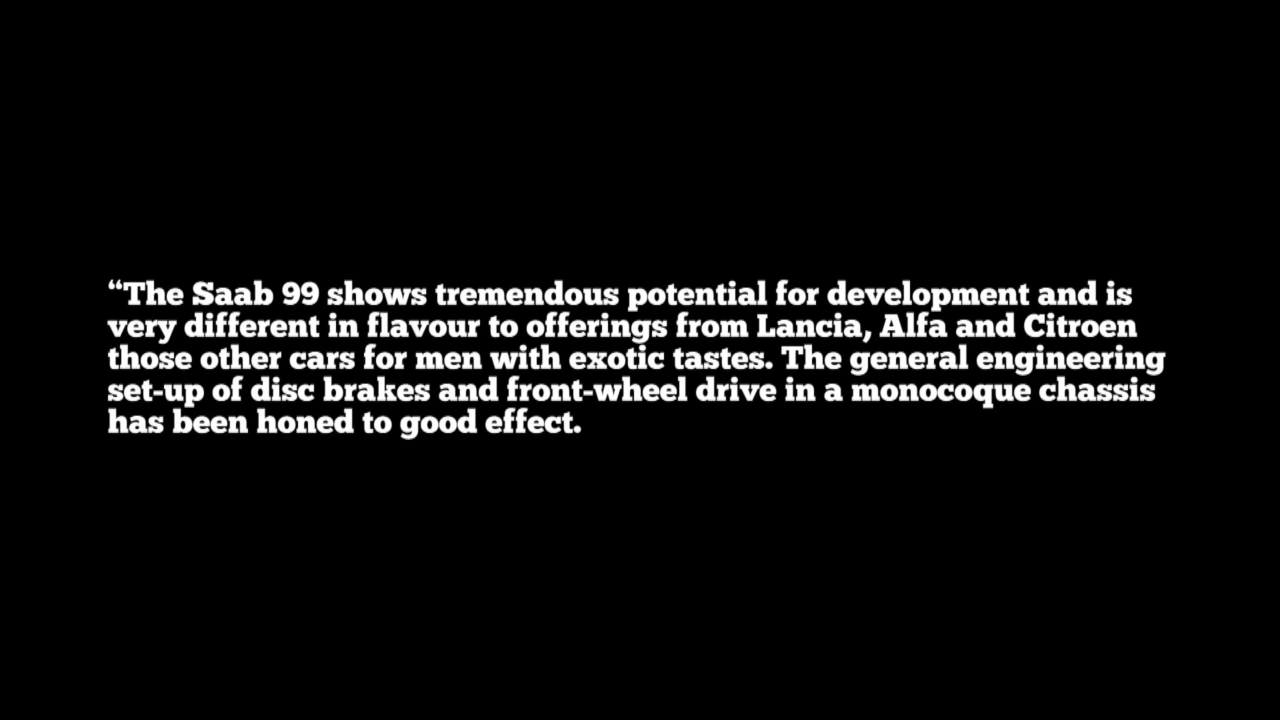 “The Saab 99 shows tremendous potential for development and is
very different in flavour to offerings from Lancia, Alfa and Citroen
those other cars for men with exotic tastes. The general engineering
set-up of disc brakes and front-wheel drive in a monocoque chassis
has been honed to good effect.